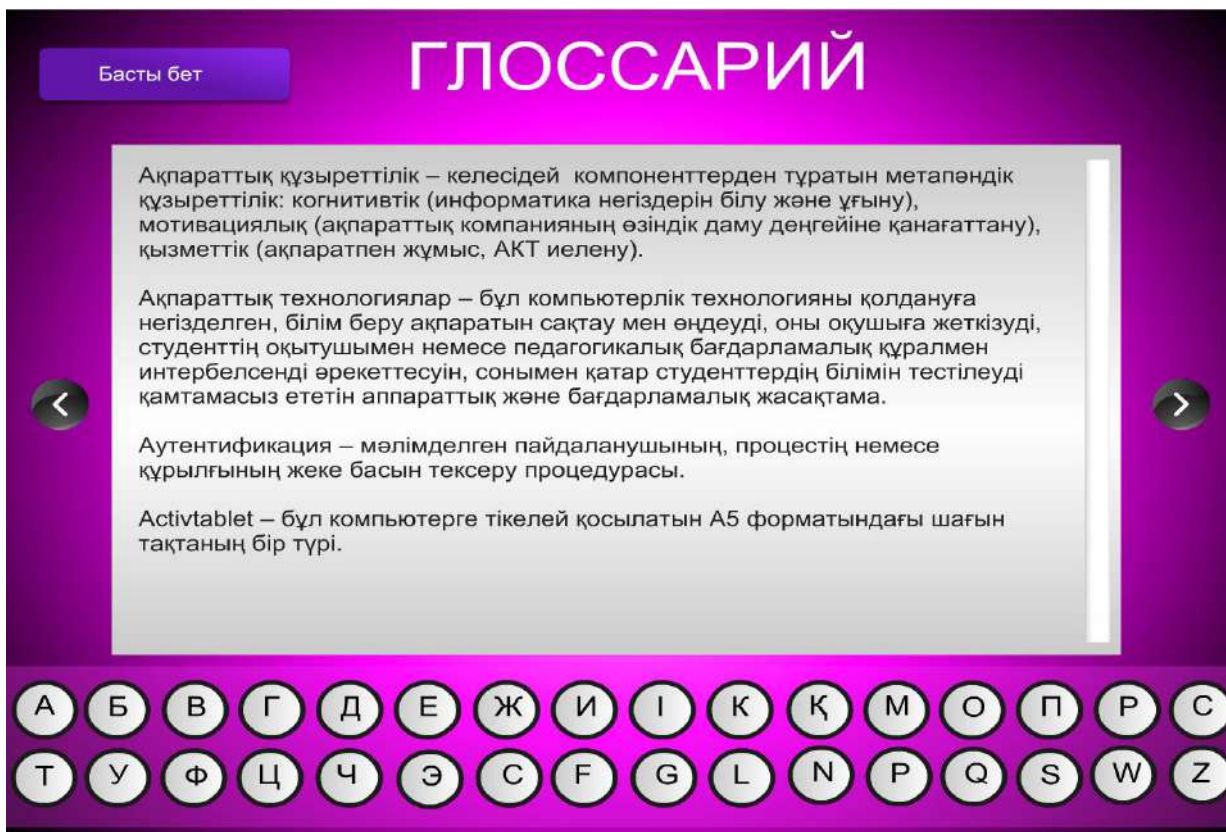 ГЛОССАРИЙ
Басты бет
Ақпараттық құзыреттілік – келесідей компоненттерден тұратын метапәндік
құзыреттілік: когнитивтік (информатика негіздерін білу және ұғыну),
мотивациялық (ақпараттық компанияның өзіндік даму деңгейіне қанағаттану),
қызметтік (ақпаратпен жұмыс, АКТ иелену).
Ақпараттық технологиялар – бұл компьютерлік технологияны қолдануға
негізделген, білім беру ақпаратын сақтау мен өңдеуді, оны оқушыға жеткізуді,
студенттің оқытушымен немесе педагогикалық бағдарламалық құралмен
интербелсенді әрекеттесуін, сонымен қатар студенттердің білімін тестілеуді
қамтамасыз ететін аппараттық және бағдарламалық жасақтама.
Аутентификация – мәлімделген пайдаланушының, процестің немесе
құрылғының жеке басын тексеру процедурасы.
Activtablet – бұл компьютерге тікелей қосылатын А5 форматындағы шағын
тақтаның бір түрі.
А Б В Г Д Е Ж И І К Қ М О П Р С
Т У Ф Ц Ч Э C F G L N P Q S W Z